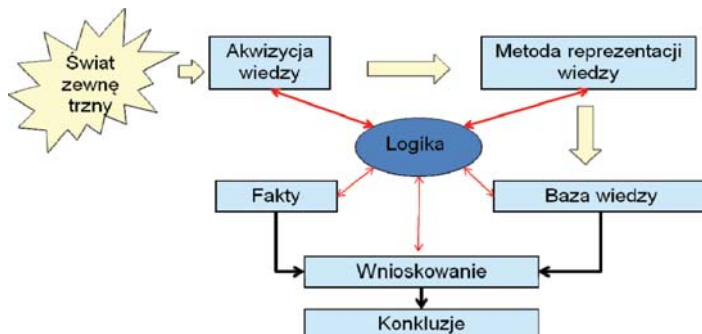 Świat
zewnę
trzny
Akwizycja
wiedzy
Metoda reprezentacji
wiedzy
Logika
Fakty
Baza wiedzy
Wnioskowanie
Konkluzje